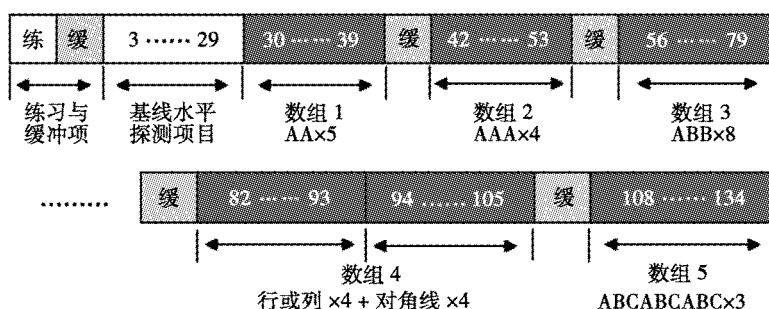 练 缓 3 ······ 29 30 ······ 39 缓 42 ······ 53 缓 56 ······ 79
练习与 基线水平 数组 1 数组 2 数组 3
缓冲项 探测项目 AA×5 AAA×4 ABB×8
········· 缓 82 ······ 93 94 ...... 105 缓 108 ······ 134
数组 4 数组 5
行或列 ×4 + 对角线 ×4 ABCABCABC×3